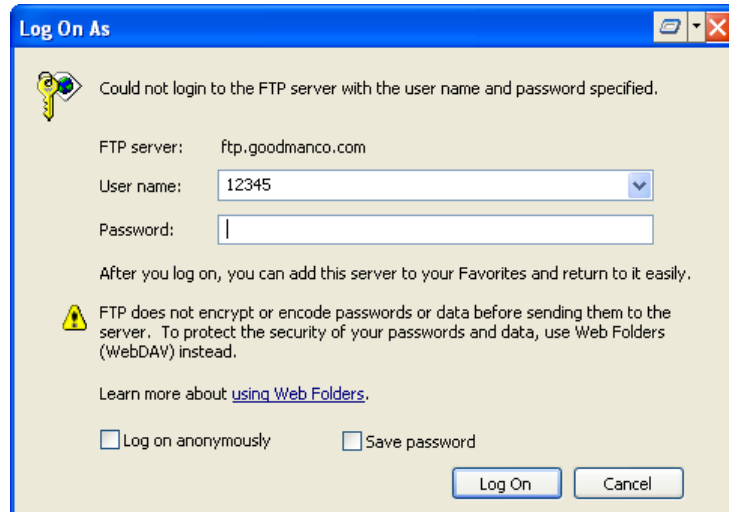 Log On As
Could not login to the FTP server with the user name and password specified.
FTP server: ftp.goodmanco.com
User name: 12345
Password:
After you log on, you can add this server to your Favorites and return to it easily.
FTP does not encrypt or encode passwords or data before sending them to the
server. To protect the security of your passwords and data, use Web Folders
(WebDAV) instead.
Learn more about using Web Folders.
Log on anonymously Save password
Log On Cancel